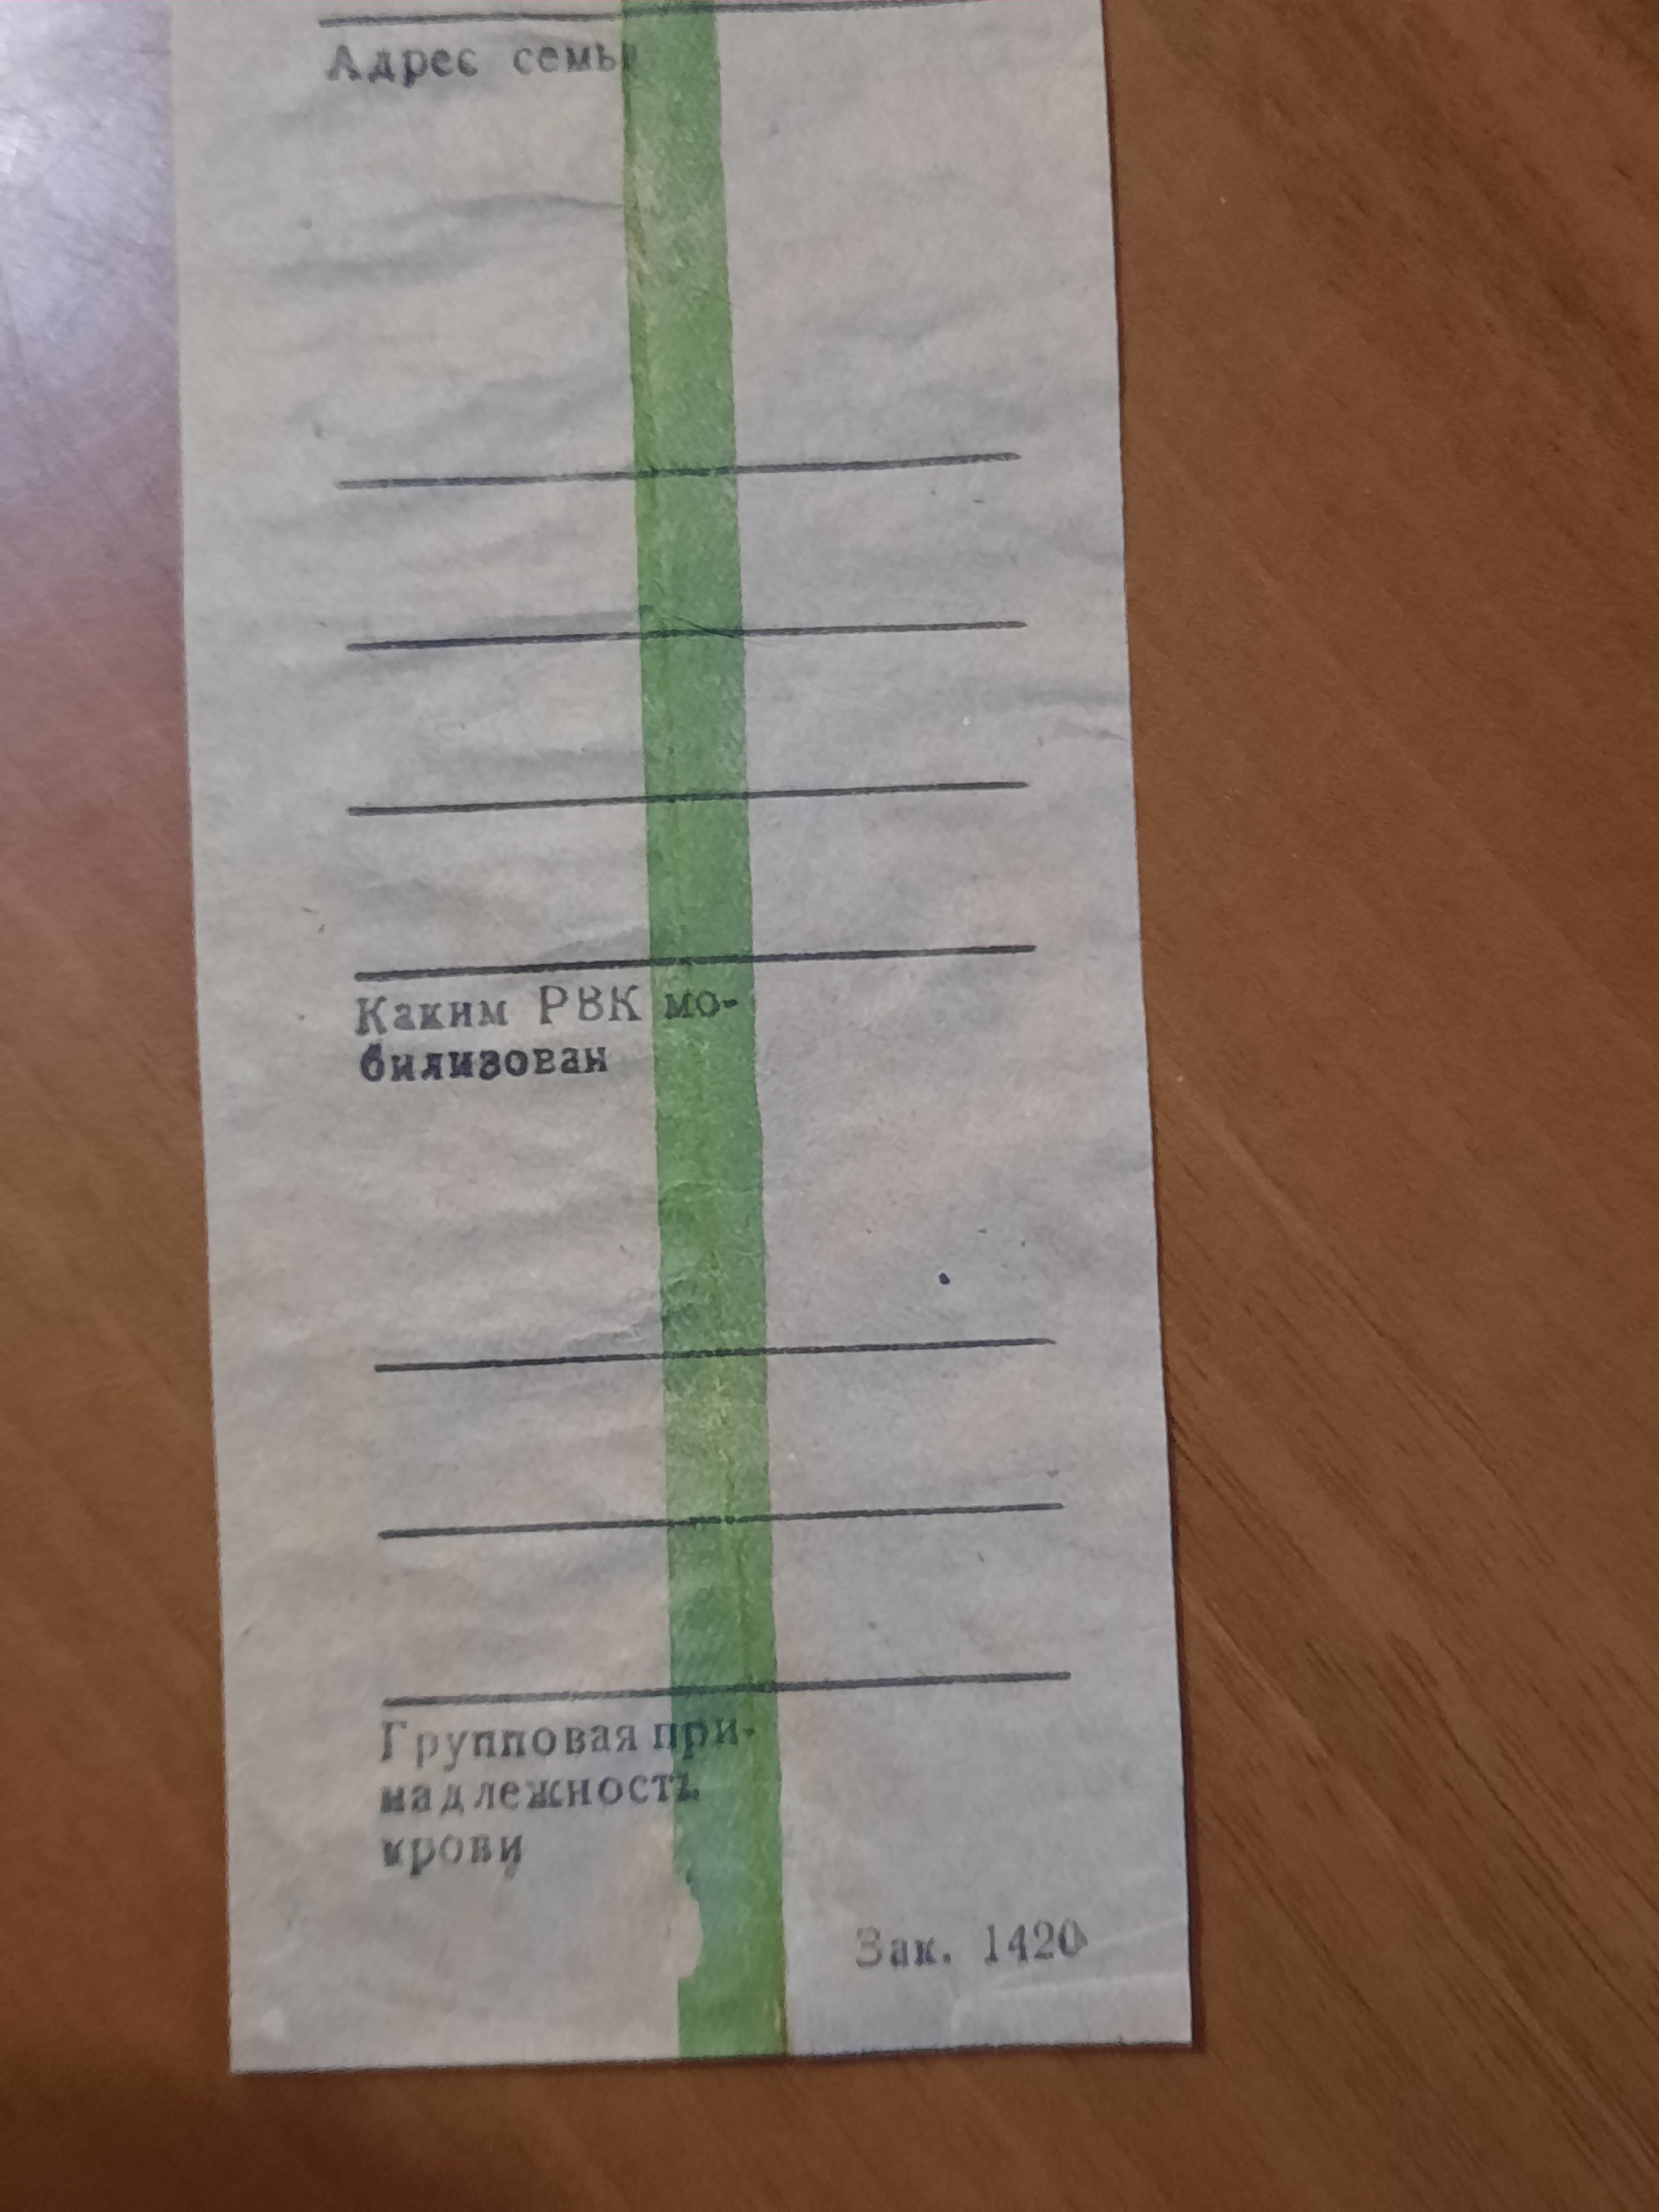 Адрес семьи
Каким РВК мо-
билизован
Групповая при-
надлежность
крови
Зак. 1420